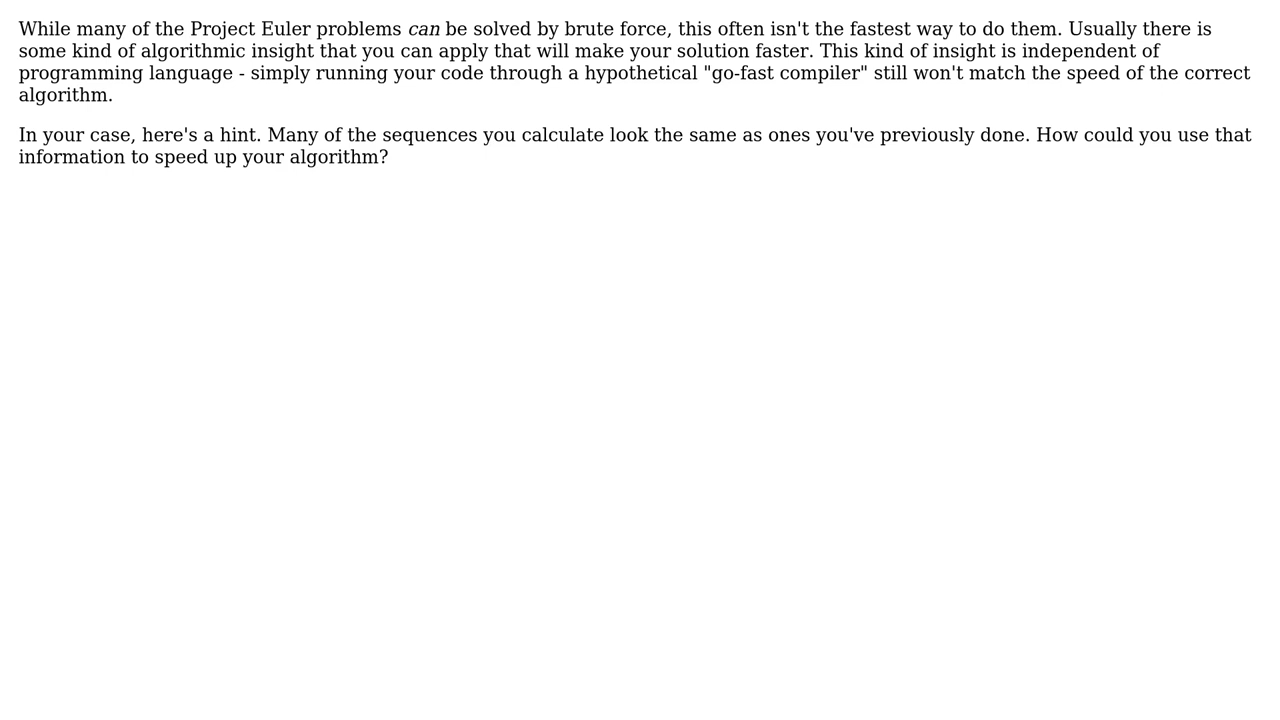 While many of the Project Euler problems can be solved by brute force, this often isn't the fastest way to do them. Usually there is
some kind of algorithmic insight that you can apply that will make your solution faster. This kind of insight is independent of
programming language - simply running your code through a hypothetical "go-fast compiler" still won't match the speed of the correct
algorithm.
In your case, here's a hint. Many of the sequences you calculate look the same as ones you've previously done. How could you use that
information to speed up your algorithm?